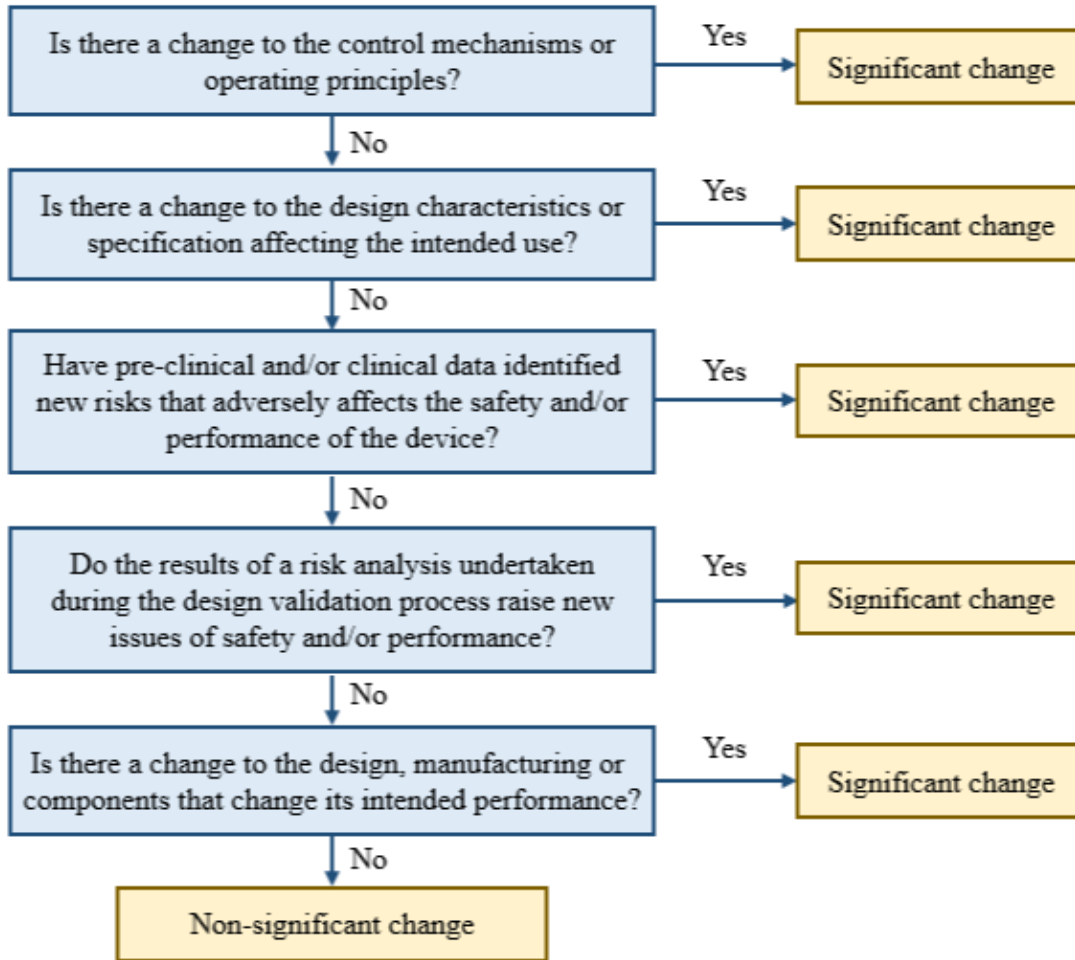 Is there a change to the control mechanisms or
operating principles?
Yes
Significant change
No
Is there a change to the design characteristics or
specification affecting the intended use?
Yes
Significant change
No
Have pre-clinical and/or clinical data identified
new risks that adversely affects the safety and/or
performance of the device?
Yes
Significant change
No
Do the results of a risk analysis undertaken
during the design validation process raise new
issues of safety and/or performance?
Yes
Significant change
No
Is there a change to the design, manufacturing or
components that change its intended performance?
Yes
Significant change
No
Non-significant change